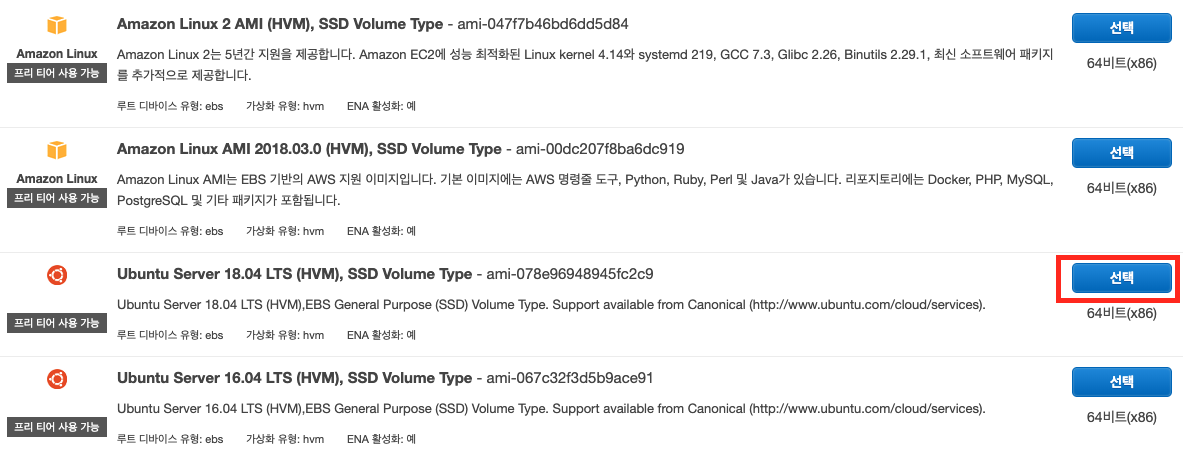 Amazon Linux 2 AMI (HVM), SSD Volume Type - ami-047f7b46bd6dd5d84
선택
Amazon Linux
프리 티어 사용 가능
Amazon Linux 2는 5년간 지원을 제공합니다. Amazon EC2에 성능 최적화된 Linux kernel 4.14와 systemd 219, GCC 7.3, Glibc 2.26, Binutils 2.29.1, 최신 소프트웨어 패키지
를 추가적으로 제공합니다.
64비트(x86)
루트 디바이스 유형: ebs 가상화 유형: hvm ENA 활성화: 예
Amazon Linux AMI 2018.03.0 (HVM), SSD Volume Type - ami-00dc207f8ba6dc919
선택
Amazon Linux
프리 티어 사용 가능
Amazon Linux AMI는 EBS 기반의 AWS 지원 이미지입니다. 기본 이미지에는 AWS 명령줄 도구, Python, Ruby, Perl 및 Java가 있습니다. 리포지토리에는 Docker, PHP, MySQL,
PostgreSQL 및 기타 패키지가 포함됩니다.
64비트(x86)
루트 디바이스 유형: ebs 가상화 유형: hvm ENA 활성화: 예
Ubuntu Server 18.04 LTS (HVM), SSD Volume Type - ami-078e96948945fc2c9
선택
Ubuntu Server 18.04 LTS (HVM),EBS General Purpose (SSD) Volume Type. Support available from Canonical (http://www.ubuntu.com/cloud/services).
64비트(x86)
프리 티어 사용 가능
루트 디바이스 유형: ebs 가상화 유형: hvm ENA 활성화: 예
Ubuntu Server 16.04 LTS (HVM), SSD Volume Type - ami-067c32f3d5b9ace91
선택
Ubuntu Server 16.04 LTS (HVM),EBS General Purpose (SSD) Volume Type. Support available from Canonical (http://www.ubuntu.com/cloud/services).
64비트(x86)
프리 티어 사용 가능
루트 디바이스 유형: ebs 가상화 유형: hvm ENA 활성화: 예